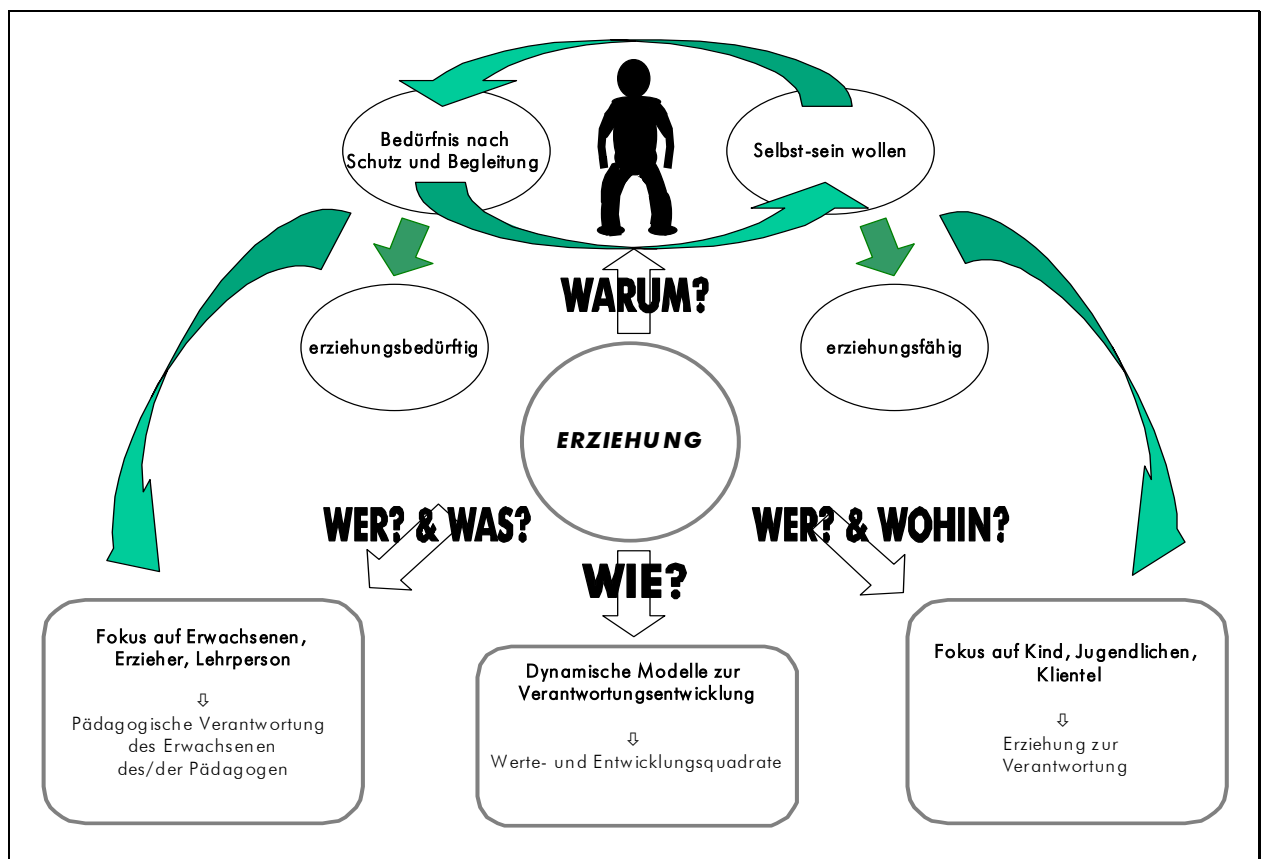 Bedürfnis nach
Schutz und Begleitung
Selbst-sein wollen
WARUM?
erziehungsbedürftig
erziehungsfähig
ERZIEHUNG
WER? & WAS?
WER? & WOHIN?
WIE?
Fokus auf Erwachsenen,
Erzieher, Lehrperson
⇩
Pädagogische Verantwortung
des Erwachsenen
des/der Pädagogen
Dynamische Modelle zur
Verantwortungsentwicklung
⇩
Werte- und Entwicklungsquadrate
Fokus auf Kind, Jugendlichen,
Klientel
⇩
Erziehung zur
Verantwortung